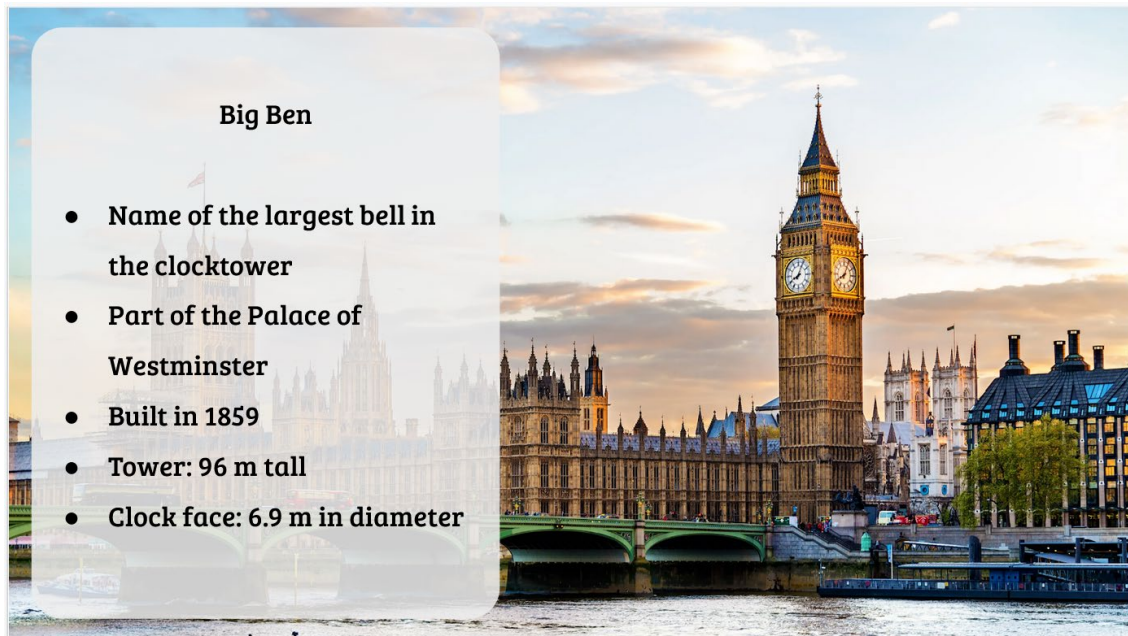 Big Ben
● Name of the largest bell in
the clocktower
● Part of the Palace of
Westminster
● Built in 1859
● Tower: 96 m tall
● Clock face: 6.9 m in diameter